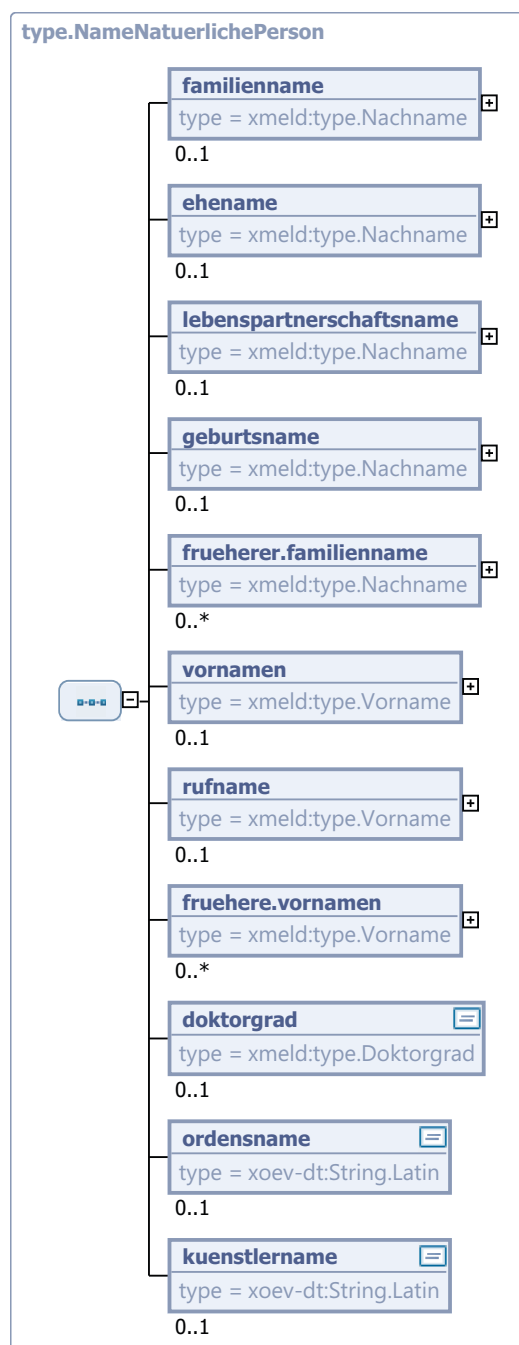 type.NameNatuerlichePerson
familienname
type = xmeld:type.Nachname
0..1
ehename
type = xmeld:type.Nachname
0..1
lebenspartnerschaftsname
type = xmeld:type.Nachname
0..1
geburtsname
type = xmeld:type.Nachname
0..1
frueherer.familienname
type = xmeld:type.Nachname
0..*
vornamen
type = xmeld:type.Vorname
0..1
rufname
type = xmeld:type.Vorname
0..1
fruehere.vornamen
type = xmeld:type.Vorname
0..*
doktorgrad
type = xmeld:type.Doktorgrad
0..1
ordensname
type = xoev-dt:String.Latin
0..1
kuenstlername
type = xoev-dt:String.Latin
0..1